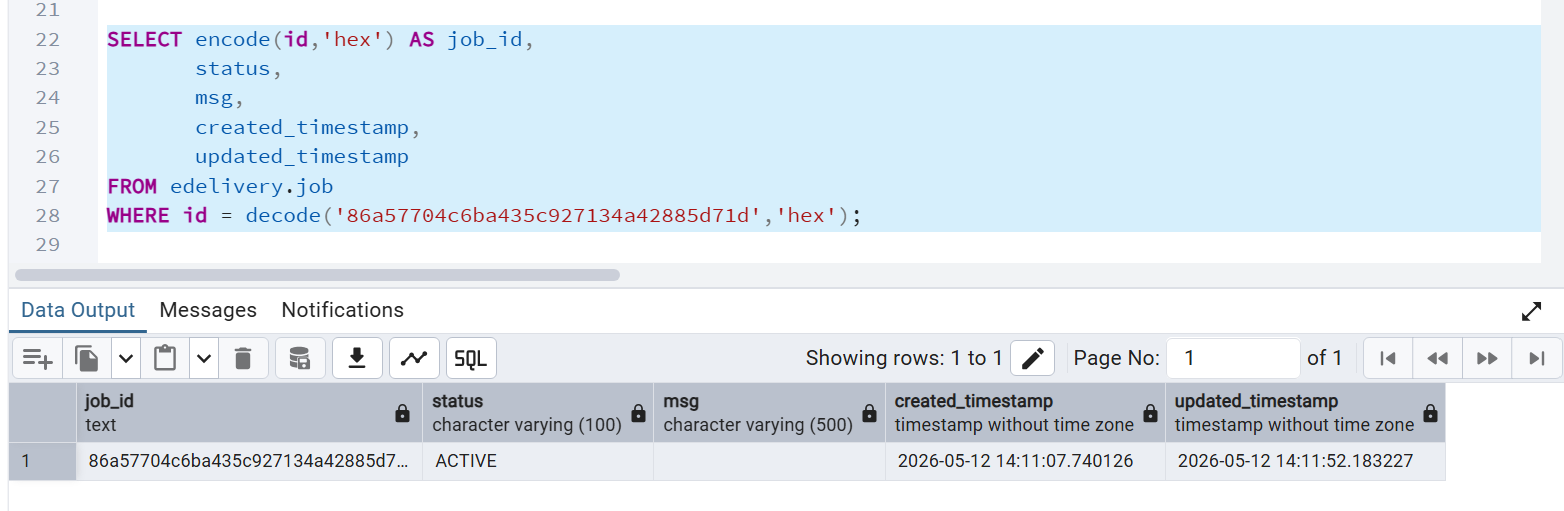 21
22 SELECT encode(id,'hex') AS job_id,
23 status,
24 msg,
25 created_timestamp,
26 updated_timestamp
27 FROM edelivery.job
28 WHERE id = decode('86a57704c6ba435c927134a42885d71d','hex');
29
Data Output Messages Notifications
SQL Showing rows: 1 to 1 Page No: 1 of 1
job_id status msg created_timestamp updated_timestamp
text character varying (100) character varying (500) timestamp without time zone timestamp without time zone
1 86a57704c6ba435c927134a42885d7… ACTIVE 2026-05-12 14:11:07.740126 2026-05-12 14:11:52.183227